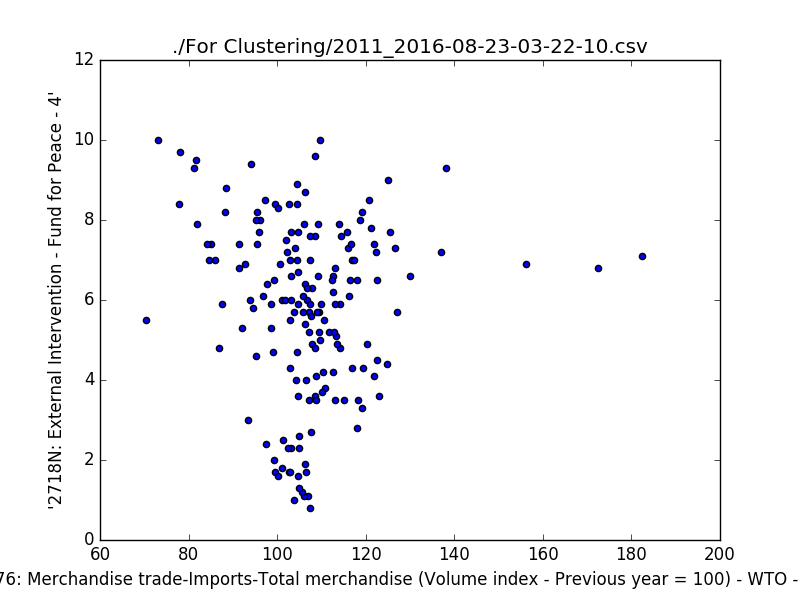 ./For Clustering/2011_2016-08-23-03-22-10.csv
'2718N: External Intervention - Fund for Peace - 4'
12
10
8
6
4
2
0
60 80 100 120 140 160 180 200
76: Merchandise trade-Imports-Total merchandise (Volume index - Previous year = 100) - WTO -